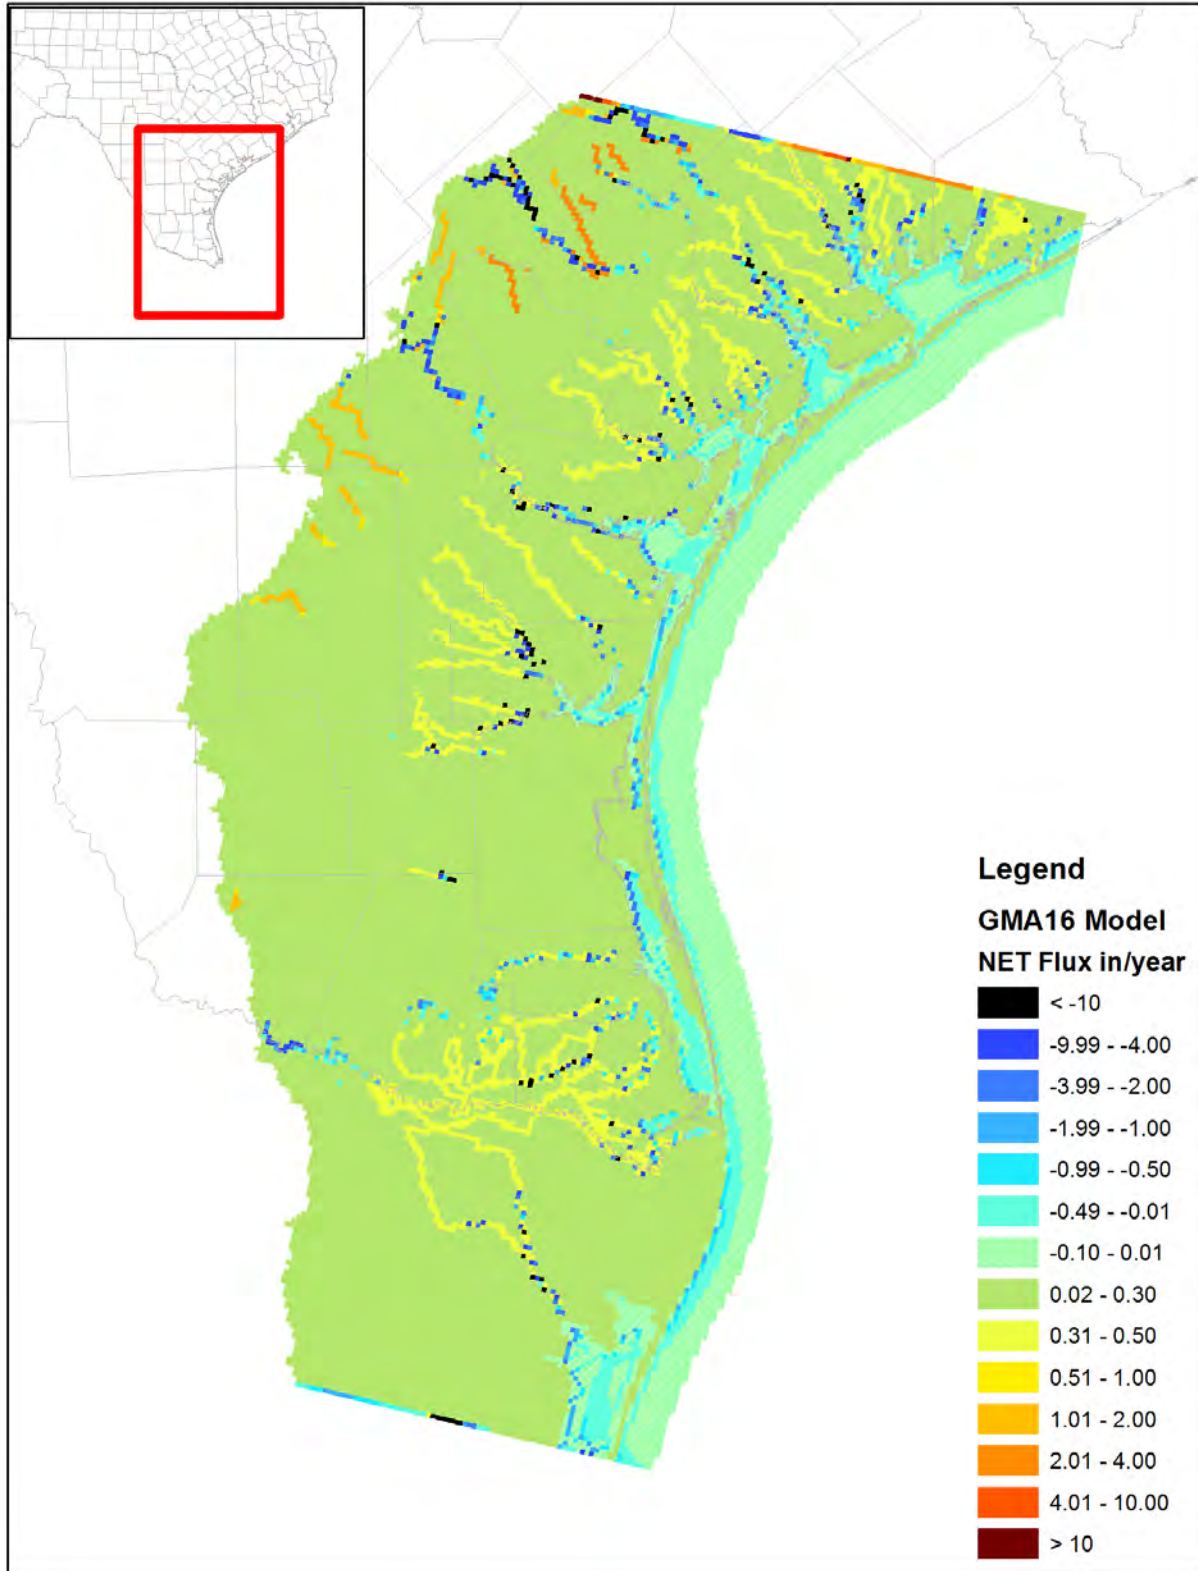 Legend
GMA16 Model
NET Flux in/year
< -10
-9.99 - -4.00
-3.99 - -2.00
-1.99 - -1.00
-0.99 - -0.50
-0.49 - -0.01
-0.10 - 0.01
0.02 - 0.30
0.31 - 0.50
0.51 - 1.00
1.01 - 2.00
2.01 - 4.00
4.01 - 10.00
> 10